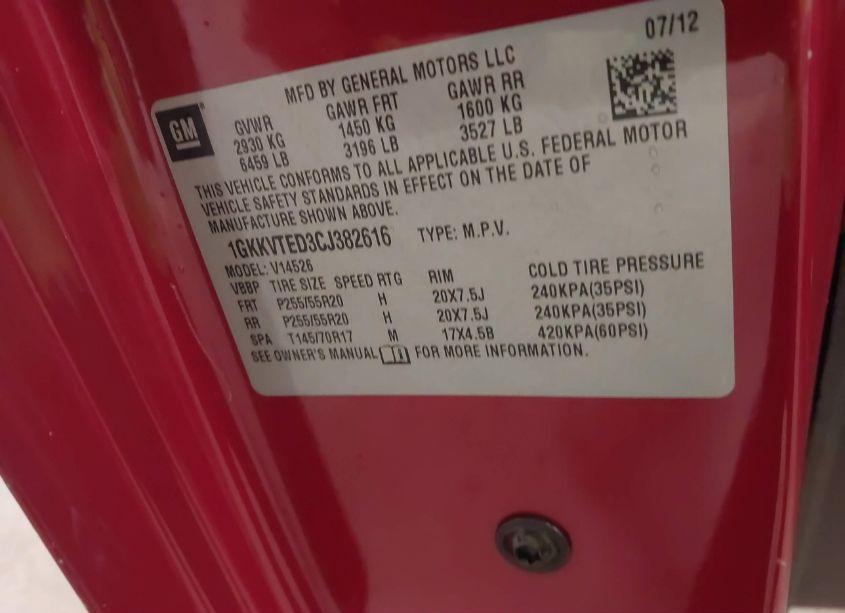 07/12
MFD BY GENERAL MOTORS LLC
GM
GVWR GAWR FRT GAWR RR
2930 KG 1450 KG 1600 KG
6459 LB 3196 LB 3527 LB
THIS VEHICLE CONFORMS TO ALL APPLICABLE U.S. FEDERAL MOTOR
VEHICLE SAFETY STANDARDS IN EFFECT ON THE DATE OF
MANUFACTURE SHOWN ABOVE.
1GKKVTED3CJ382616 TYPE: M.P.V.
MODEL: V14526
VBBP TIRE SIZE SPEED RTG RIM COLD TIRE PRESSURE
FRT P255/55R20 H 20X7.5J 240KPA(35PSI)
RR P255/55R20 H 20X7.5J 240KPA(35PSI)
SPA T145/70R17 M 17X4.5B 420KPA(60PSI)
SEE OWNER'S MANUAL FOR MORE INFORMATION.